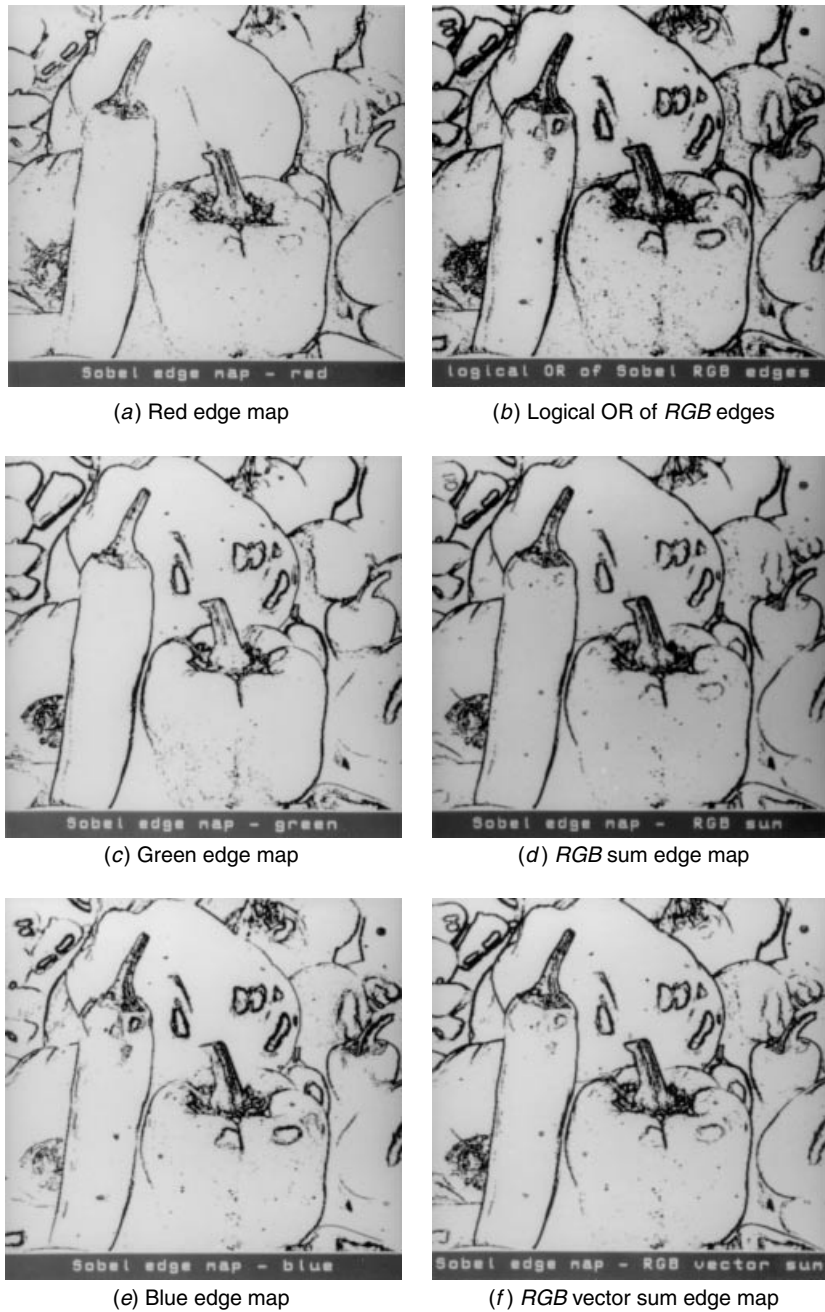 Sobel edge map - red
logical OR of Sobel RGB edges
(a) Red edge map
(b) Logical OR of RGB edges
Sobel edge map - green
Sobel edge map - RGB sum
(c) Green edge map
(d) RGB sum edge map
Sobel edge map - blue
Sobel edge map - RGB vector sum
(e) Blue edge map
(f) RGB vector sum edge map